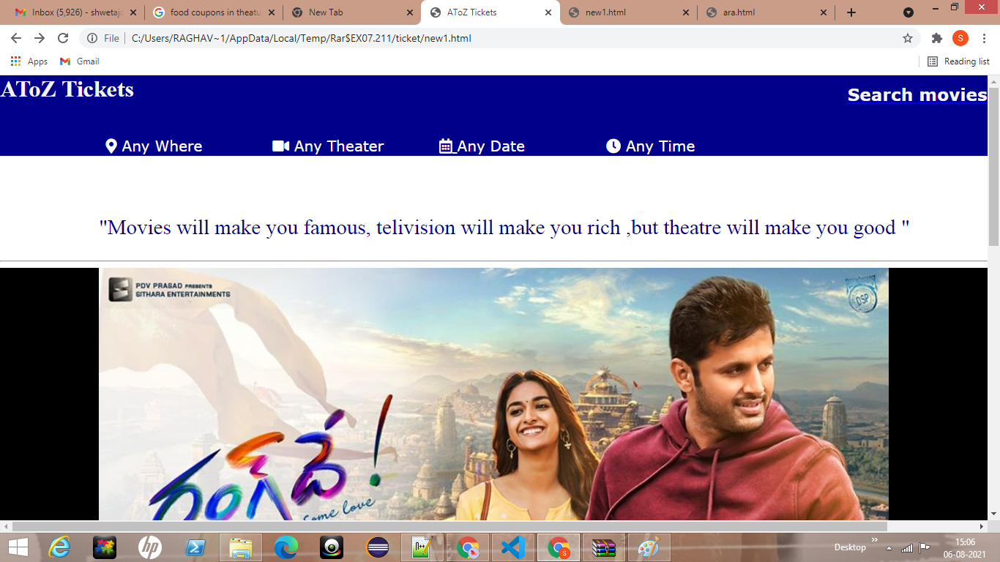 Inbox (5,926) - shwetajo
food coupons in theatu
New Tab
AToZ Tickets
new1.html
ara.html
File
C:/Users/RAGHAV~1/AppData/Local/Temp/Rar$EX07.211/ticket/new1.html
S
Apps
Gmail
Reading list
AToZ Tickets
Search movies
Any Where
Any Theater
Any Date
Any Time
"Movies will make you famous, telivision will make you rich ,but theatre will make you good "
PDV PRASAD PRESENTS
SITHARA ENTERTAINMENTS
DSP
రంగ్ దే!
some love
Desktop
15:06
06-08-2021